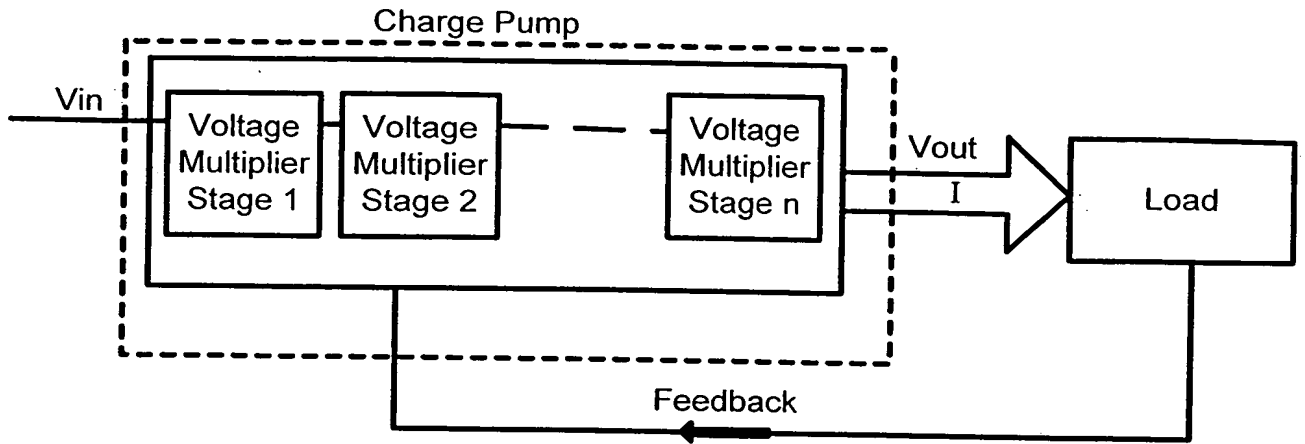 Charge Pump
Vin
Voltage
Multiplier
Stage 1
Voltage
Multiplier
Stage 2
Voltage
Multiplier
Stage n
Vout
I
Load
Feedback